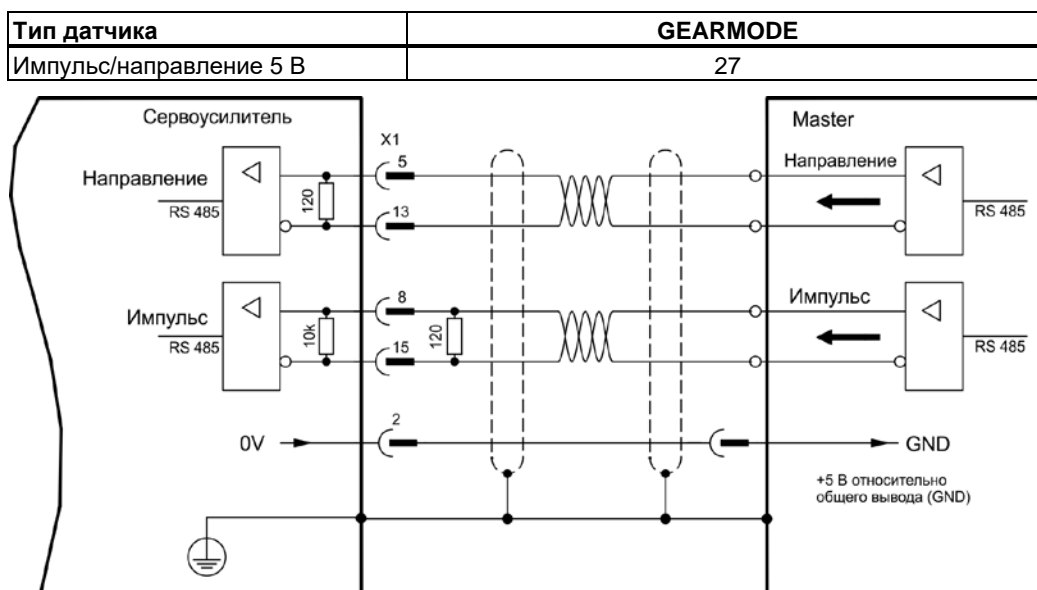 Тип датчика GEARMODE
Импульс/направление 5 В 27
Сервоусилитель
Master
X1
Направление
5
Направление
120
RS 485
13
RS 485
Импульс
8
Импульс
10k
120
RS 485
15
RS 485
0V
2
GND
+5 В относительно
общего вывода (GND)